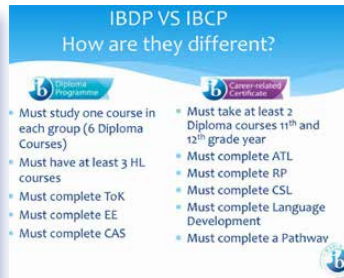 IBDP VS IBCP
How are they different?
ib Diploma
Programme
Must study one course in
each group (6 Diploma
Courses)
Must have at least 3 HL
courses
Must complete ToK
Must complete EE
Must complete CAS
ib Career-related
Certificate
Must take at least 2
Diploma courses 11th and
12th grade year
Must complete ATL
Must complete RP
Must complete CSL
Must complete Language
Development
Must complete a Pathway
ib